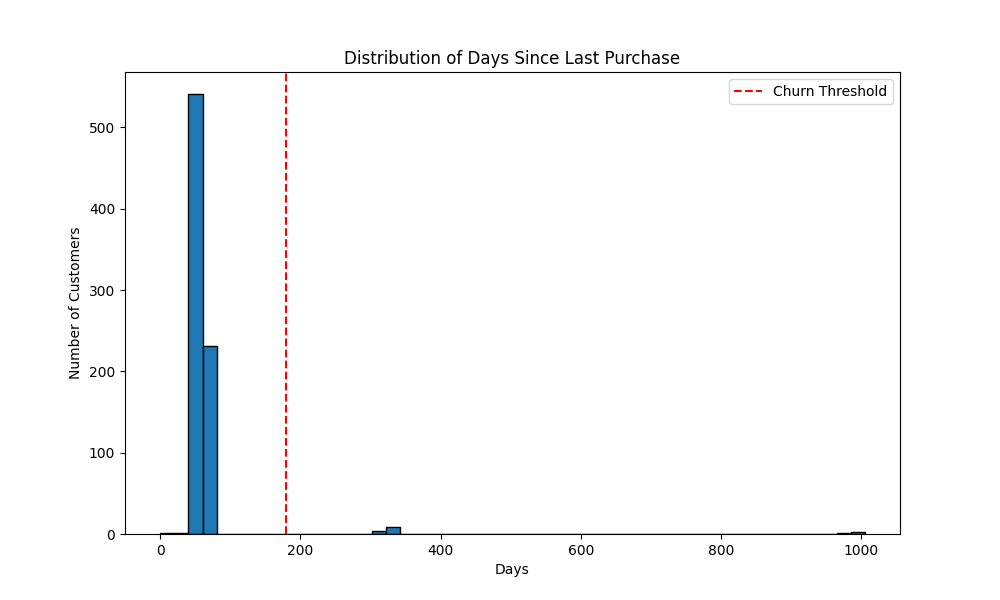 Distribution of Days Since Last Purchase
Churn Threshold
Number of Customers
500
400
300
200
100
0
0 200 400 600 800 1000
Days